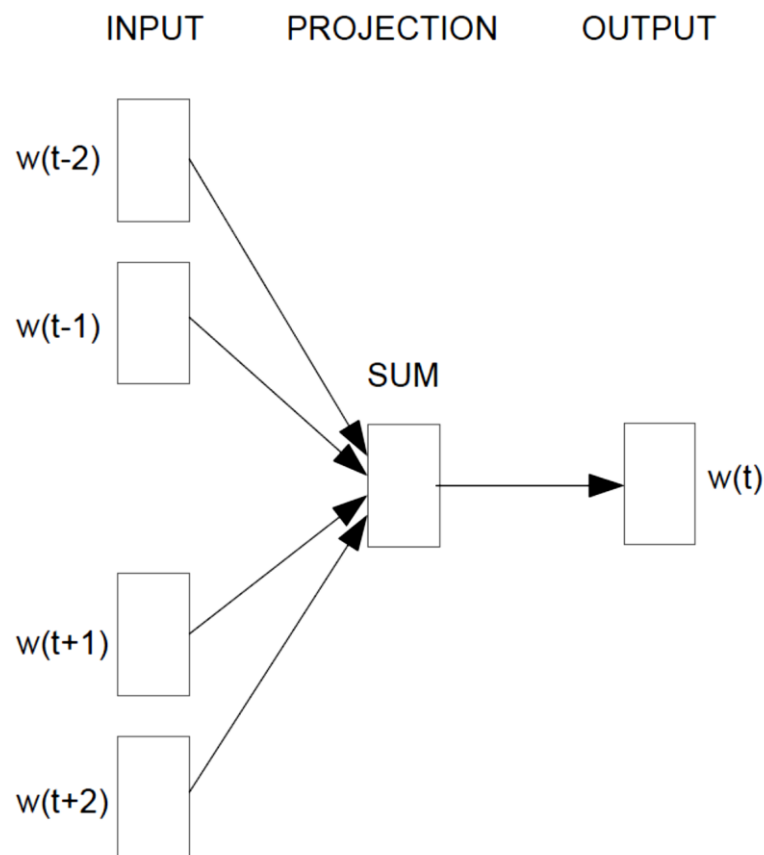 INPUT PROJECTION OUTPUT
w(t-2)
w(t-1)
SUM
w(t)
w(t+1)
w(t+2)